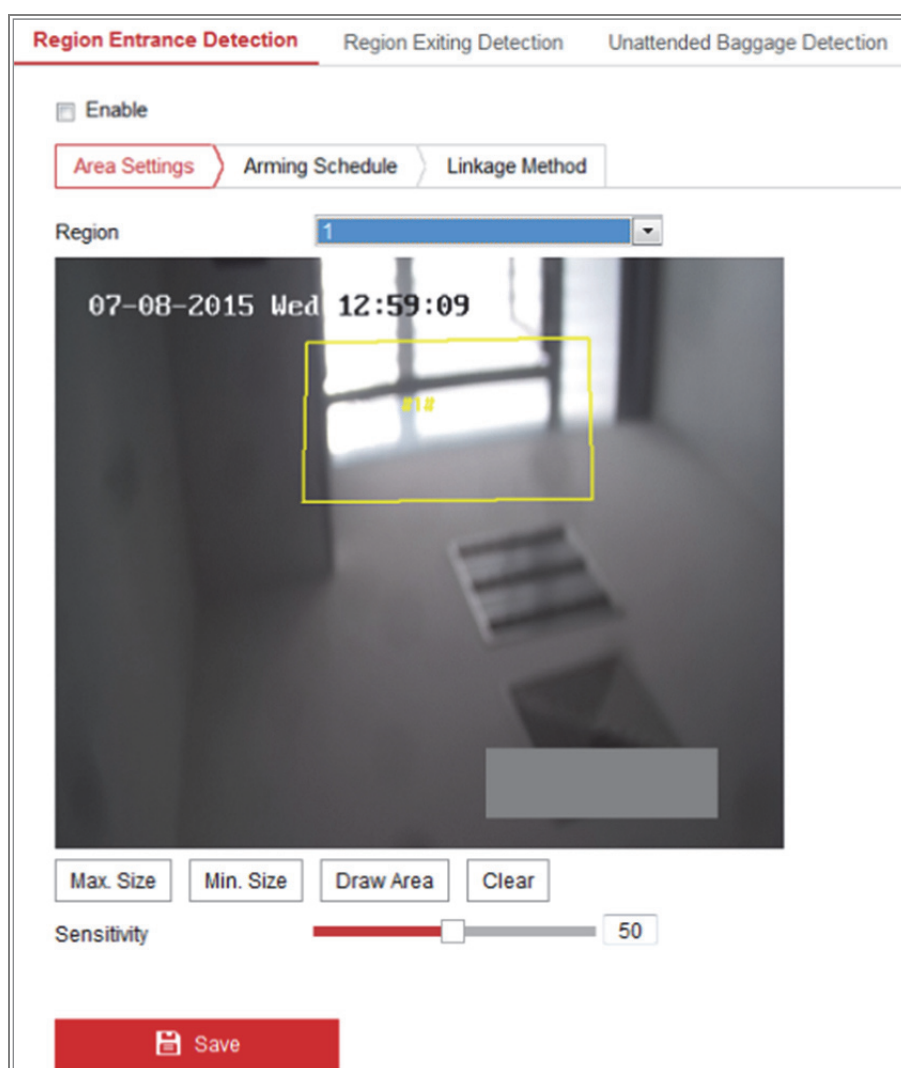 Region Entrance Detection Region Exiting Detection Unattended Baggage Detection
Enable
Area Settings Arming Schedule Linkage Method
Region 1
07-08-2015 Wed 12:59:09
#1#
Max. Size Min. Size Draw Area Clear
Sensitivity 50
Save